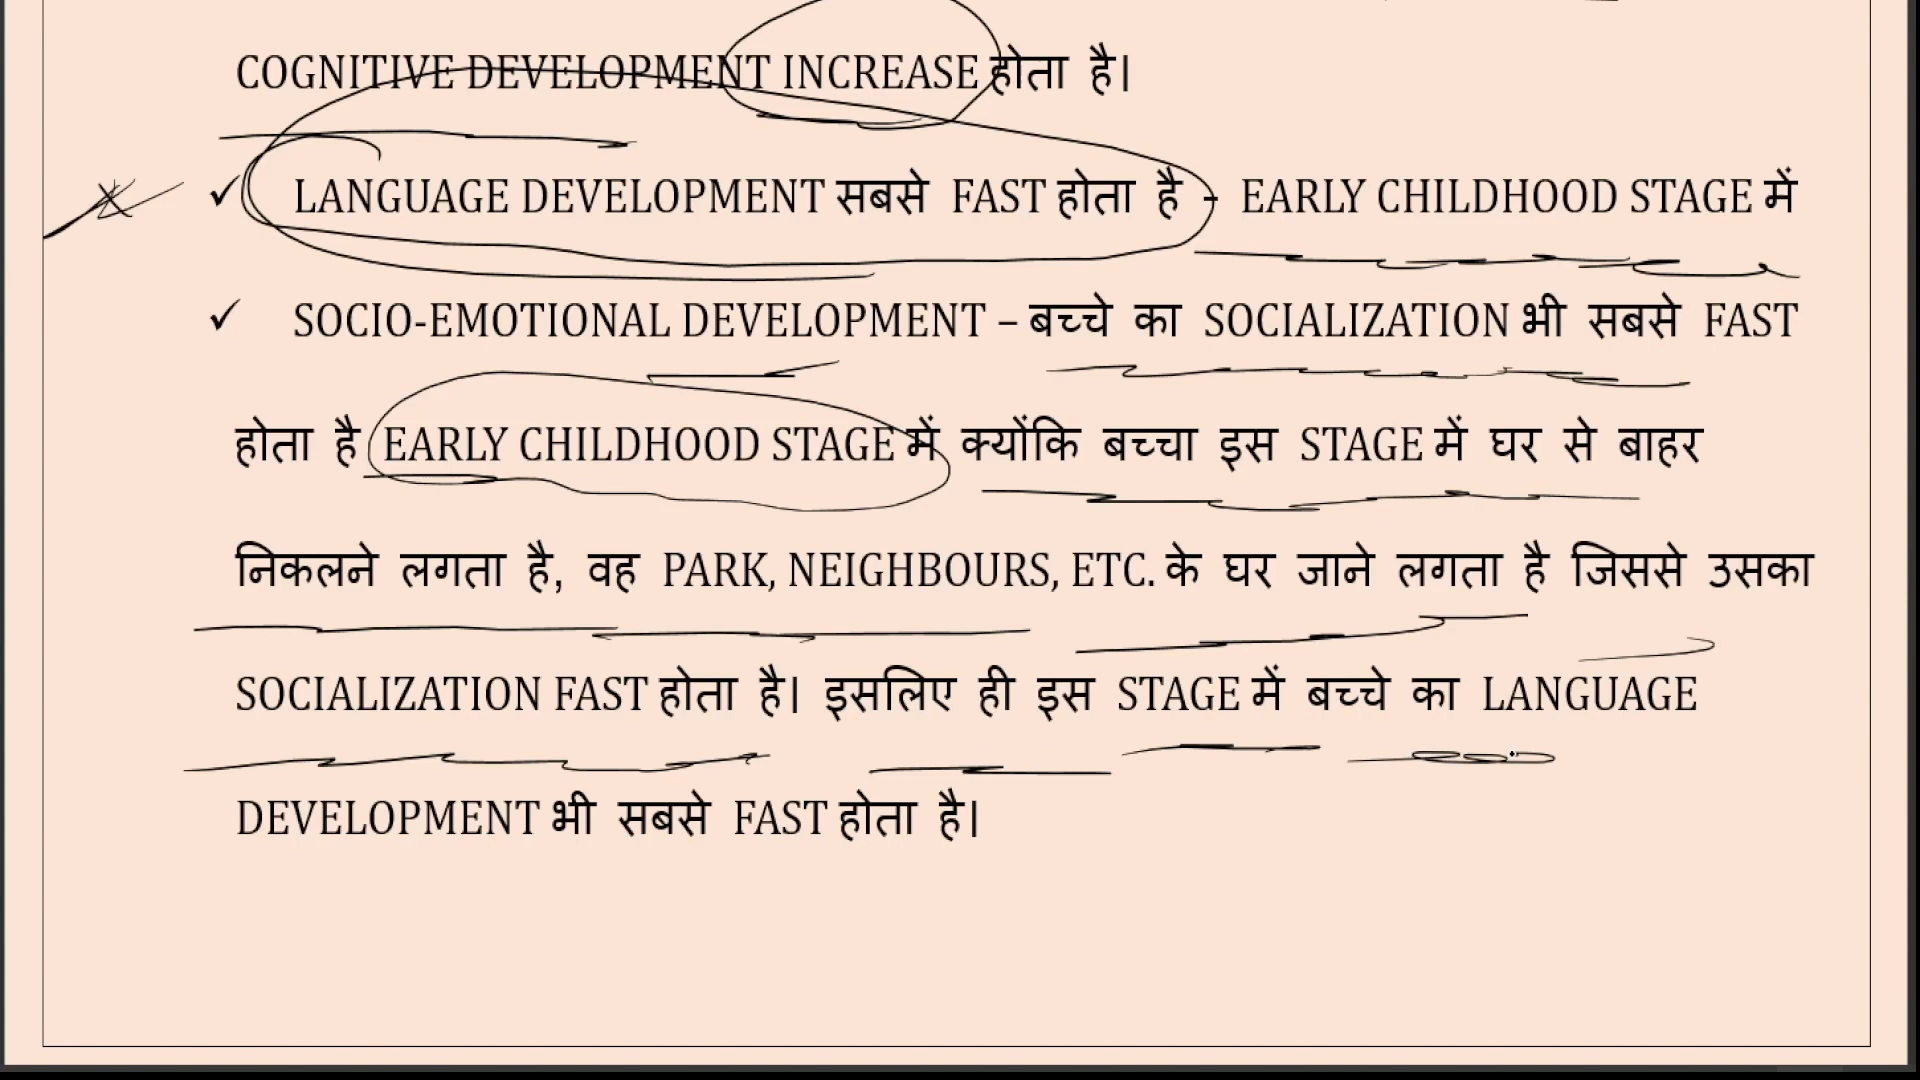 COGNITIVE DEVELOPMENT INCREASE होता है।
✓ LANGUAGE DEVELOPMENT सबसे FAST होता है - EARLY CHILDHOOD STAGE में
✓ SOCIO-EMOTIONAL DEVELOPMENT – बच्चे का SOCIALIZATION भी सबसे FAST
होता है EARLY CHILDHOOD STAGE में क्योंकि बच्चा इस STAGE में घर से बाहर
निकलने लगता है, वह PARK, NEIGHBOURS, ETC. के घर जाने लगता है जिससे उसका
SOCIALIZATION FAST होता है। इसलिए ही इस STAGE में बच्चे का LANGUAGE
DEVELOPMENT भी सबसे FAST होता है।